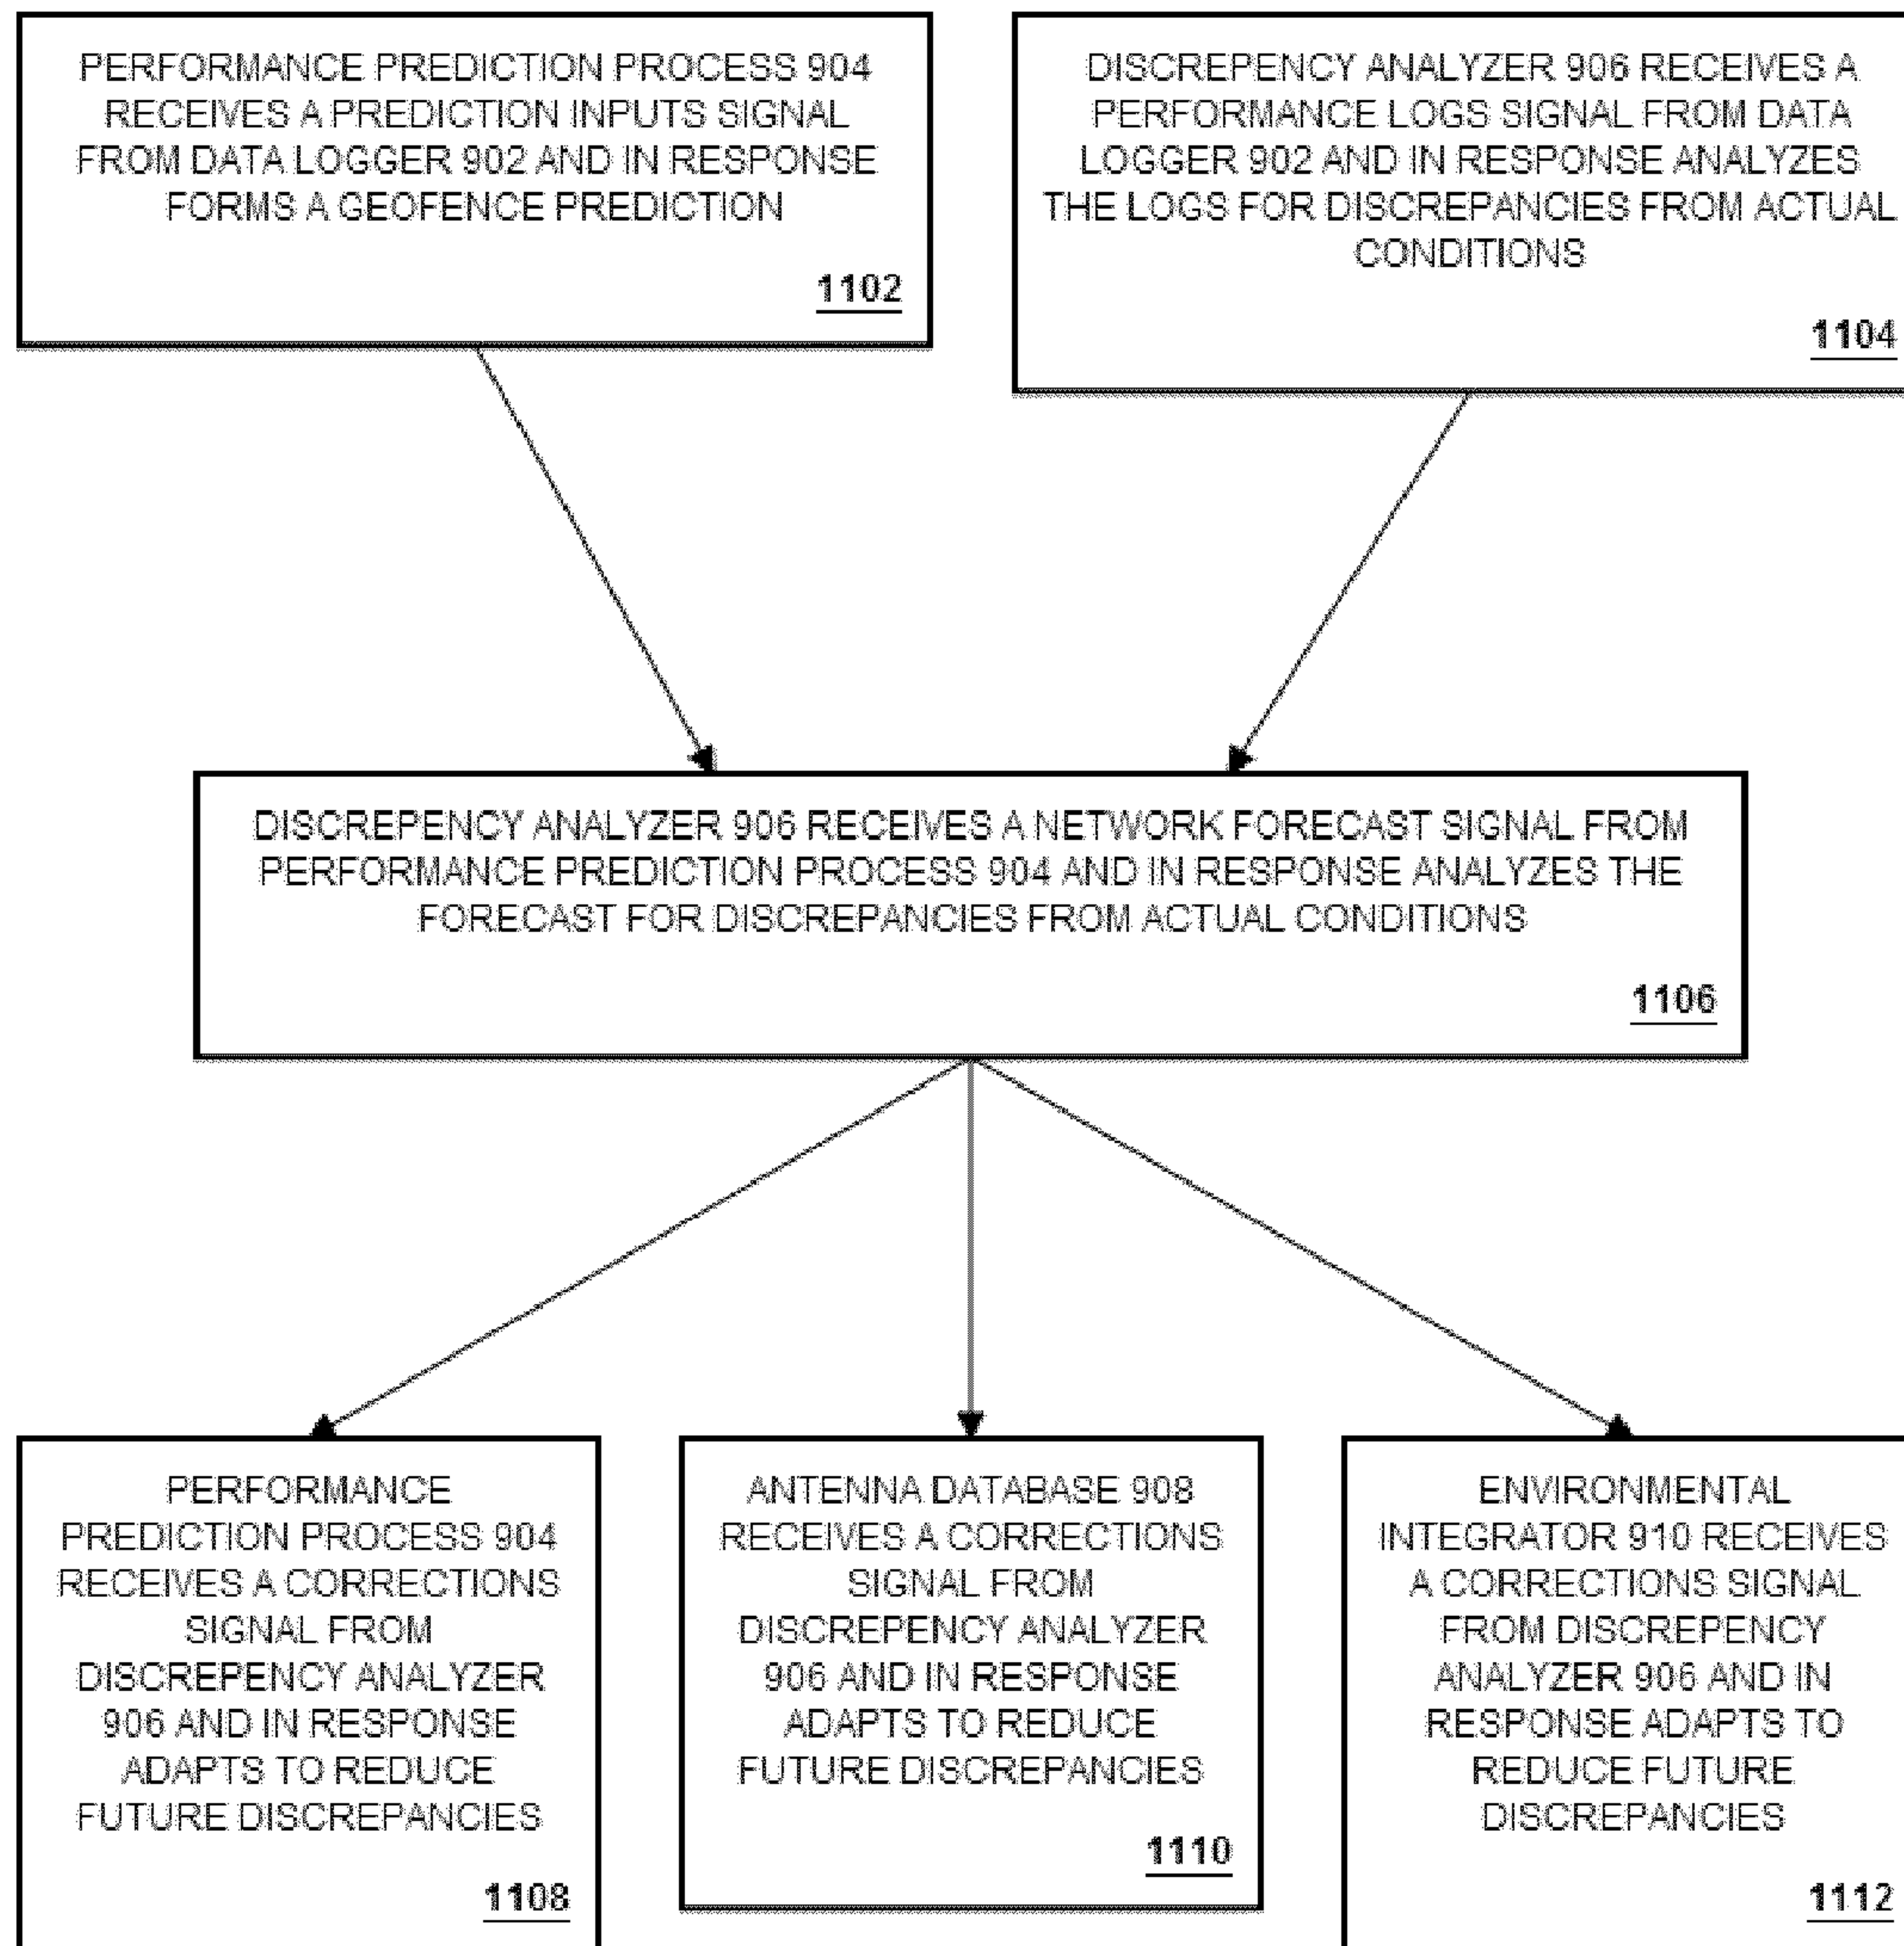 PERFORMANCE PREDICTION PROCESS 904
RECEIVES A PREDICTION INPUTS SIGNAL
FROM DATA LOGGER 902 AND IN RESPONSE
FORMS A GEOFENCE PREDICTION
1102
DISCREPENCY ANALYZER 906 RECEIVES A
PERFORMANCE LOGS SIGNAL FROM DATA
LOGGER 902 AND IN RESPONSE ANALYZES
THE LOGS FOR DISCREPANCIES FROM ACTUAL
CONDITIONS
1104
DISCREPENCY ANALYZER 906 RECEIVES A NETWORK FORECAST SIGNAL FROM
PERFORMANCE PREDICTION PROCESS 904 AND IN RESPONSE ANALYZES THE
FORECAST FOR DISCREPANCIES FROM ACTUAL CONDITIONS
1106
PERFORMANCE
PREDICTION PROCESS 904
RECEIVES A CORRECTIONS
SIGNAL FROM
DISCREPENCY ANALYZER
906 AND IN RESPONSE
ADAPTS TO REDUCE
FUTURE DISCREPANCIES
1108
ANTENNA DATABASE 908
RECEIVES A CORRECTIONS
SIGNAL FROM
DISCREPENCY ANALYZER
906 AND IN RESPONSE
ADAPTS TO REDUCE
FUTURE DISCREPANCIES
1110
ENVIRONMENTAL
INTEGRATOR 910 RECEIVES
A CORRECTIONS SIGNAL
FROM DISCREPENCY
ANALYZER 906 AND IN
RESPONSE ADAPTS TO
REDUCE FUTURE
DISCREPANCIES
1112